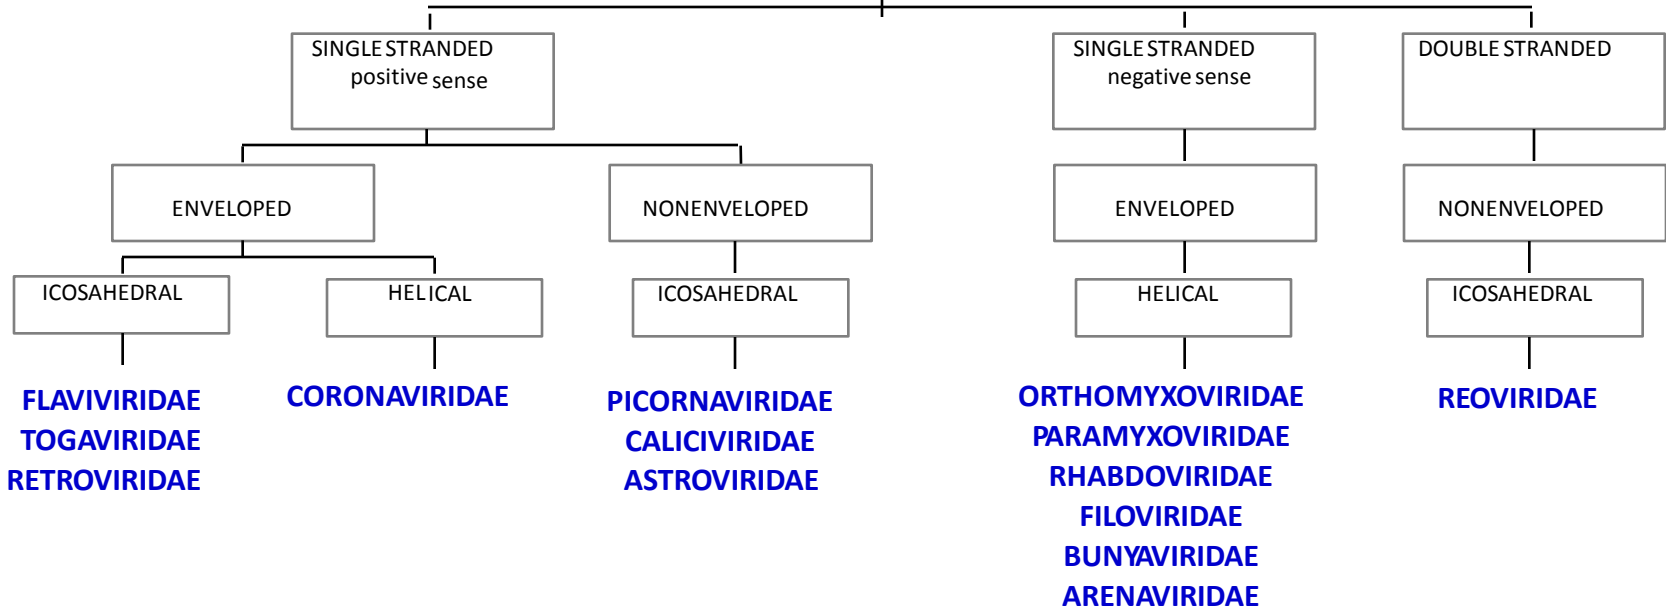 SINGLE STRANDED
positive sense
SINGLE STRANDED
negative sense
DOUBLE STRANDED
ENVELOPED
NONENVELOPED
ENVELOPED
NONENVELOPED
ICOSAHEDRAL
HELICAL
ICOSAHEDRAL
HELICAL
ICOSAHEDRAL
FLAVIVIRIDAE
TOGAVIRIDAE
RETROVIRIDAE
CORONAVIRIDAE
PICORNAVIRIDAE
CALICIVIRIDAE
ASTROVIRIDAE
ORTHOMYXOVIRIDAE
PARAMYXOVIRIDAE
RHABDOVIRIDAE
FILOVIRIDAE
BUNYAVIRIDAE
ARENAVIRIDAE
REOVIRIDAE